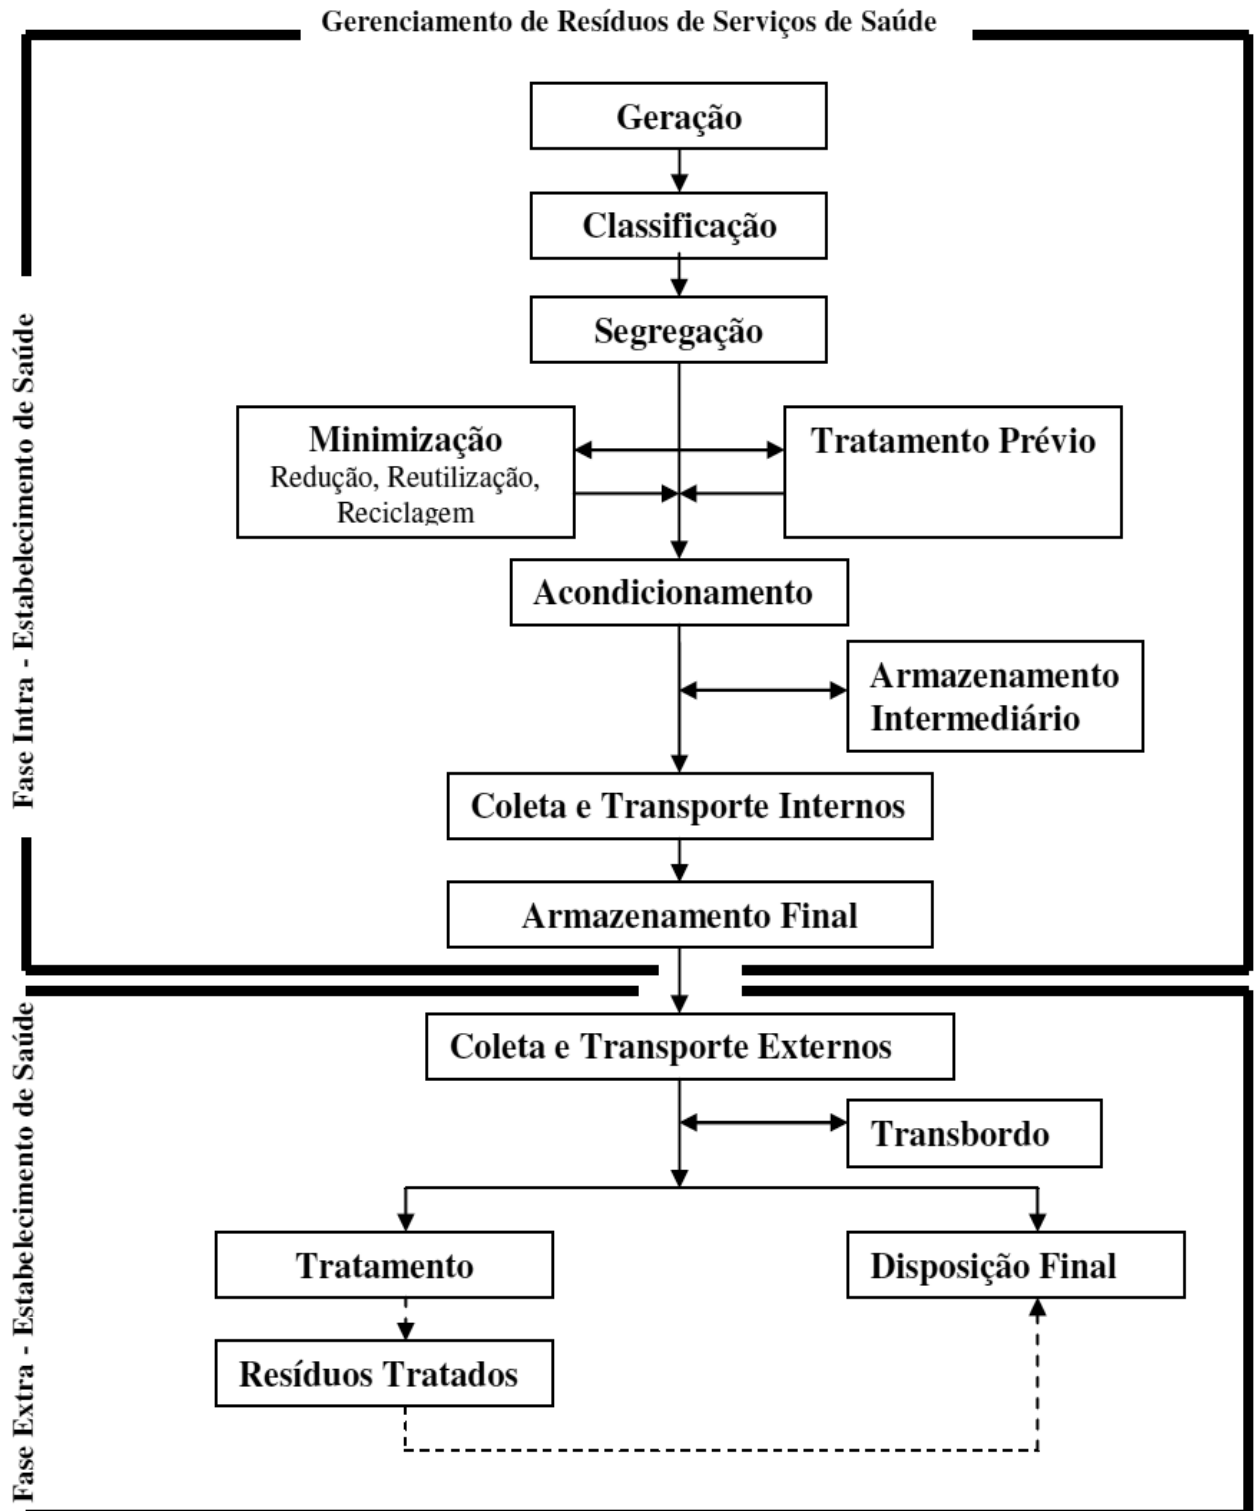 Gerenciamento de Resíduos de Serviços de Saúde
Fase Intra - Estabelecimento de Saúde
Geração
Classificação
Segregação
Minimização
Redução, Reutilização,
Reciclagem
Tratamento Prévio
Acondicionamento
Armazenamento
Intermediário
Coleta e Transporte Internos
Armazenamento Final
Fase Extra - Estabelecimento de Saúde
Coleta e Transporte Externos
Transbordo
Tratamento
Disposição Final
Resíduos Tratados